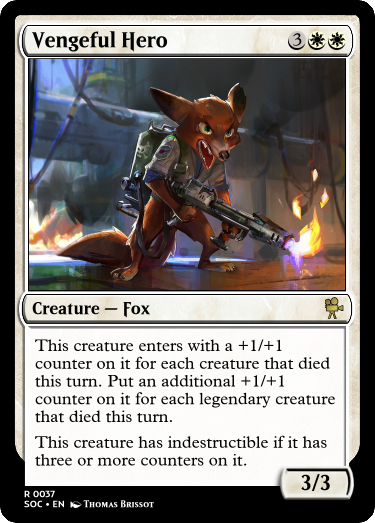 Vengeful Hero 3
Creature — Fox
This creature enters with a +1/+1
counter on it for each creature that died
this turn. Put an additional +1/+1
counter on it for each legendary creature
that died this turn.
This creature has indestructible if it has
three or more counters on it.
3/3
R 0037
SOC • EN Thomas Brissot